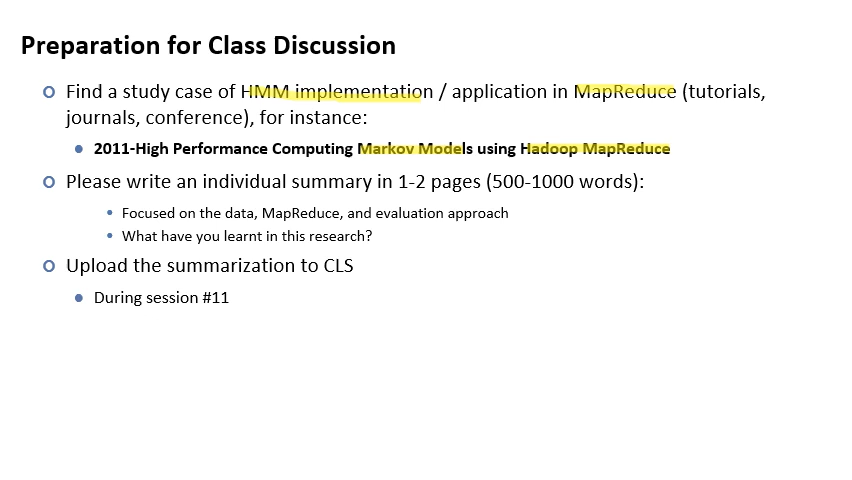 Preparation for Class Discussion
Find a study case of HMM implementation / application in MapReduce (tutorials,
journals, conference), for instance:
2011-High Performance Computing Markov Models using Hadoop MapReduce
Please write an individual summary in 1-2 pages (500-1000 words):
Focused on the data, MapReduce, and evaluation approach
What have you learnt in this research?
Upload the summarization to CLS
During session #11